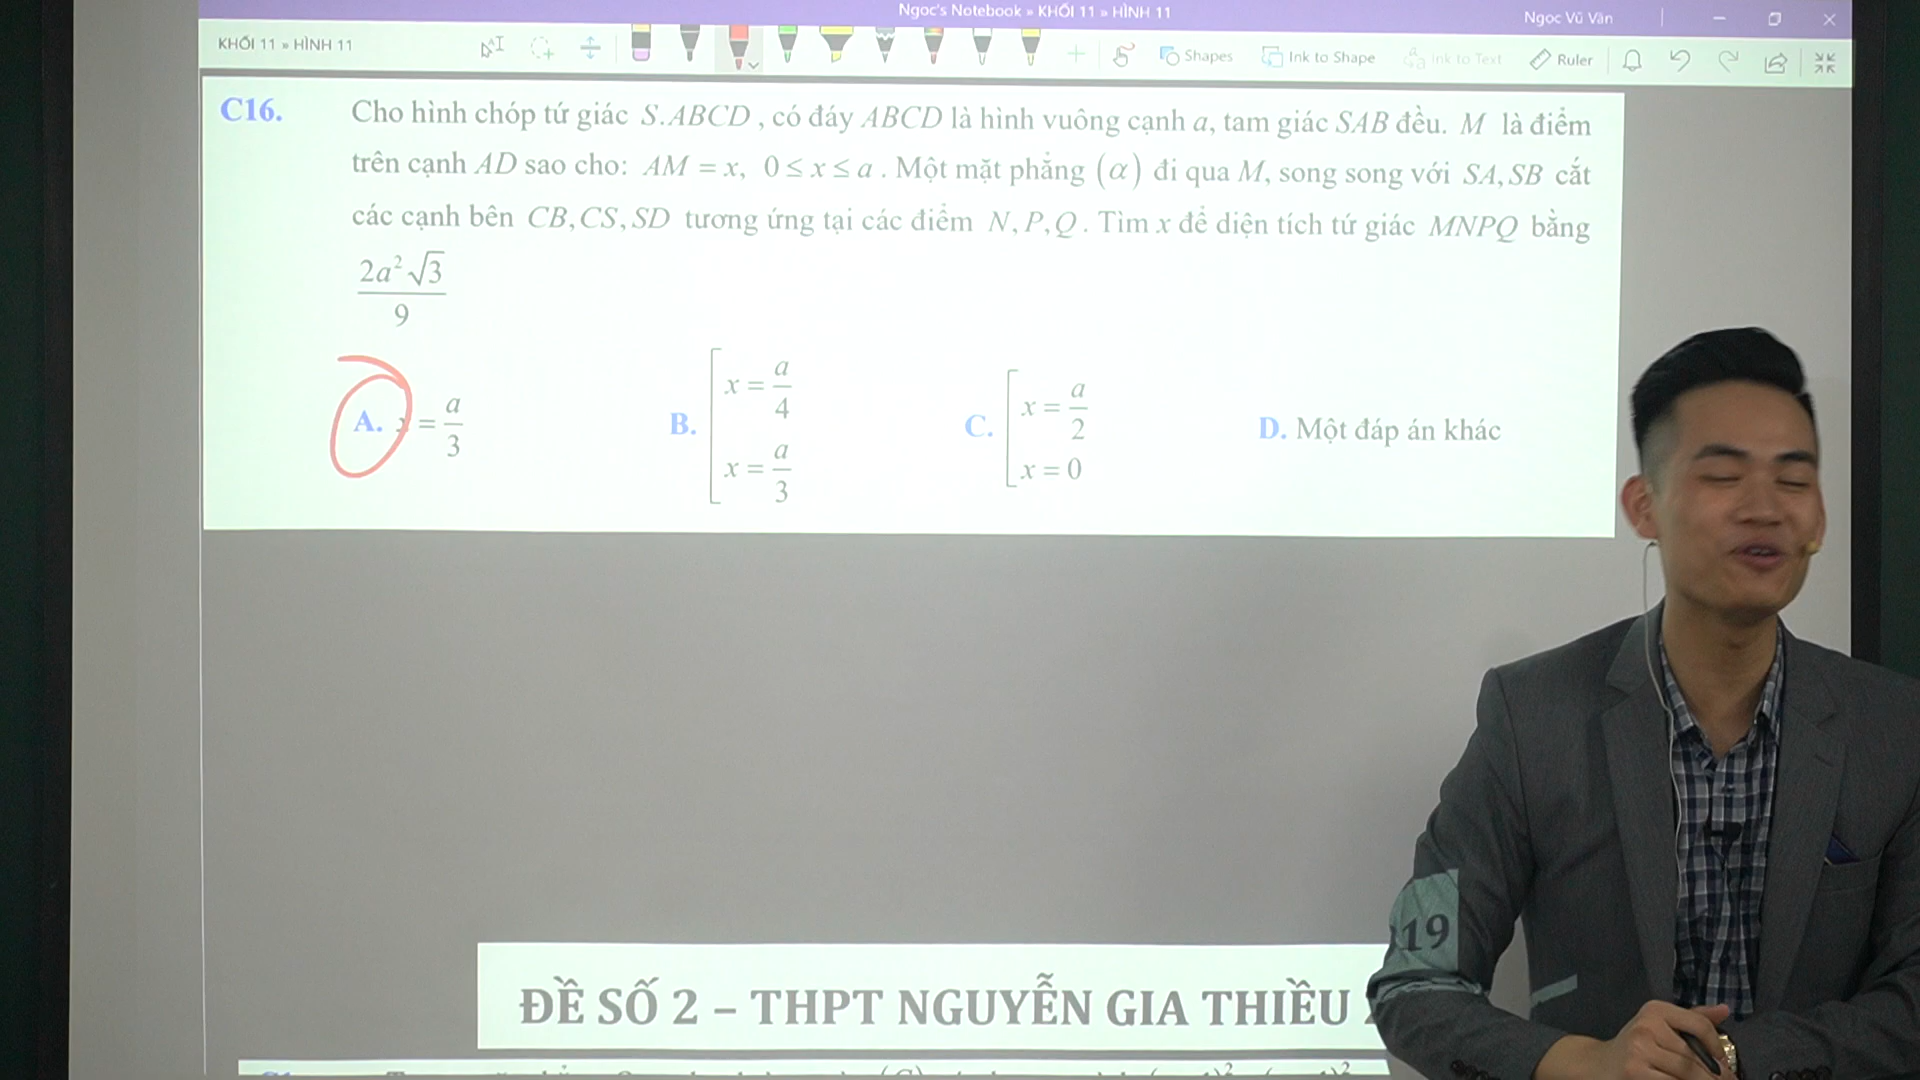 Ngoc's Notebook » KHỐI 11 » HÌNH 11
Ngoc Vũ Văn
KHỐI 11 » HÌNH 11
Shapes
Ink to Shape
Ink to Text
Ruler
C16. Cho hình chóp tứ giác S.ABCD , có đáy ABCD là hình vuông cạnh a, tam giác SAB đều. M là điểm
trên cạnh AD sao cho: AM = x, 0 ≤ x ≤ a . Một mặt phẳng (α) đi qua M, song song với SA, SB cắt
các cạnh bên CB, CS, SD tương ứng tại các điểm N, P, Q . Tìm x để diện tích tứ giác MNPQ bằng
2a²√3
9
A. x = a/3 B. [x = a/4 x = a/3 C. [x = a/2 x = 0 D. Một đáp án khác
19
ĐỀ SỐ 2 – THPT NGUYỄN GIA THIỀU